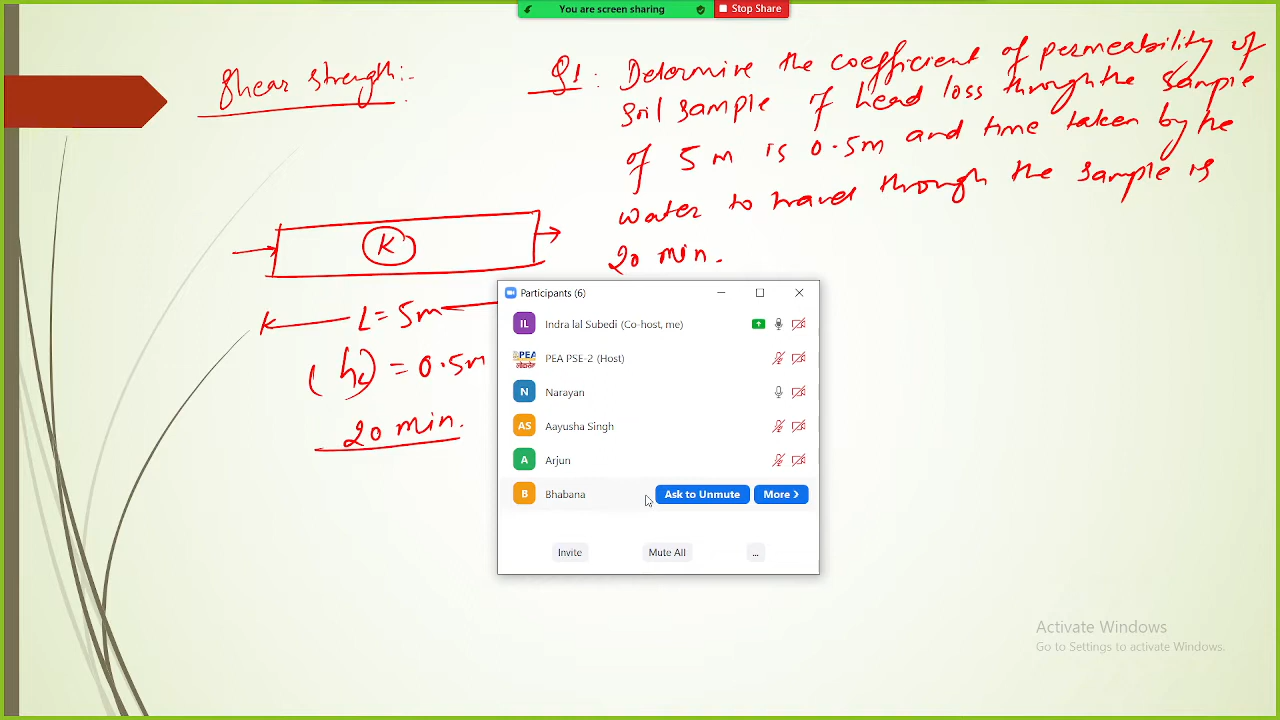 You are screen sharing
Stop Share
Shear strength:-
Q1: Determine the coefficient of permeability of
soil sample if head loss through the sample
of 5 m is 0.5m and time taken by he
water to travel through the sample is
20 min.
K
L = 5m
(hL) = 0.5m
20 min.
Participants (6)
IL Indra lal Subedi (Co-host, me)
PEA PSE-2 (Host)
N Narayan
AS Aayusha Singh
A Arjun
B Bhabana Ask to Unmute More
Invite Mute All ...
Activate Windows
Go to Settings to activate Windows.